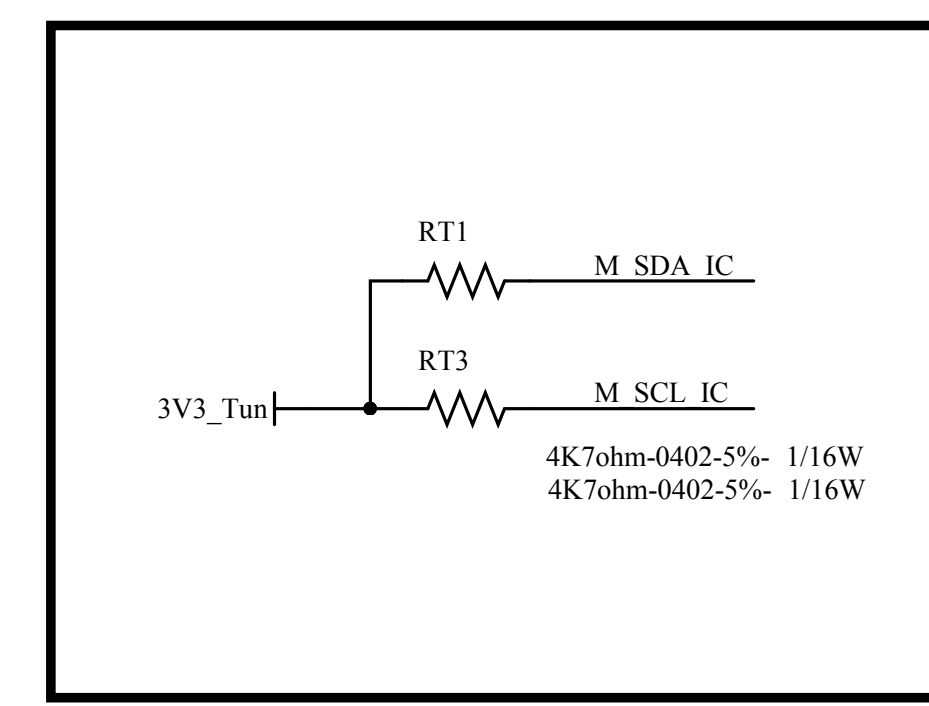 RT1
M_SDA_IC
RT3
3V3_Tun
M_SCL_IC
4K7ohm-0402-5%- 1/16W
4K7ohm-0402-5%- 1/16W